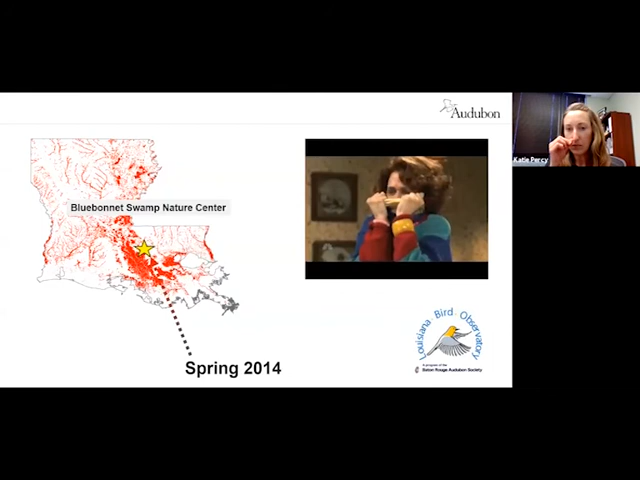 Audubon
Katie Percy
Bluebonnet Swamp Nature Center
Spring 2014
Louisiana Bird Observatory
A program of the
Baton Rouge Audubon Society